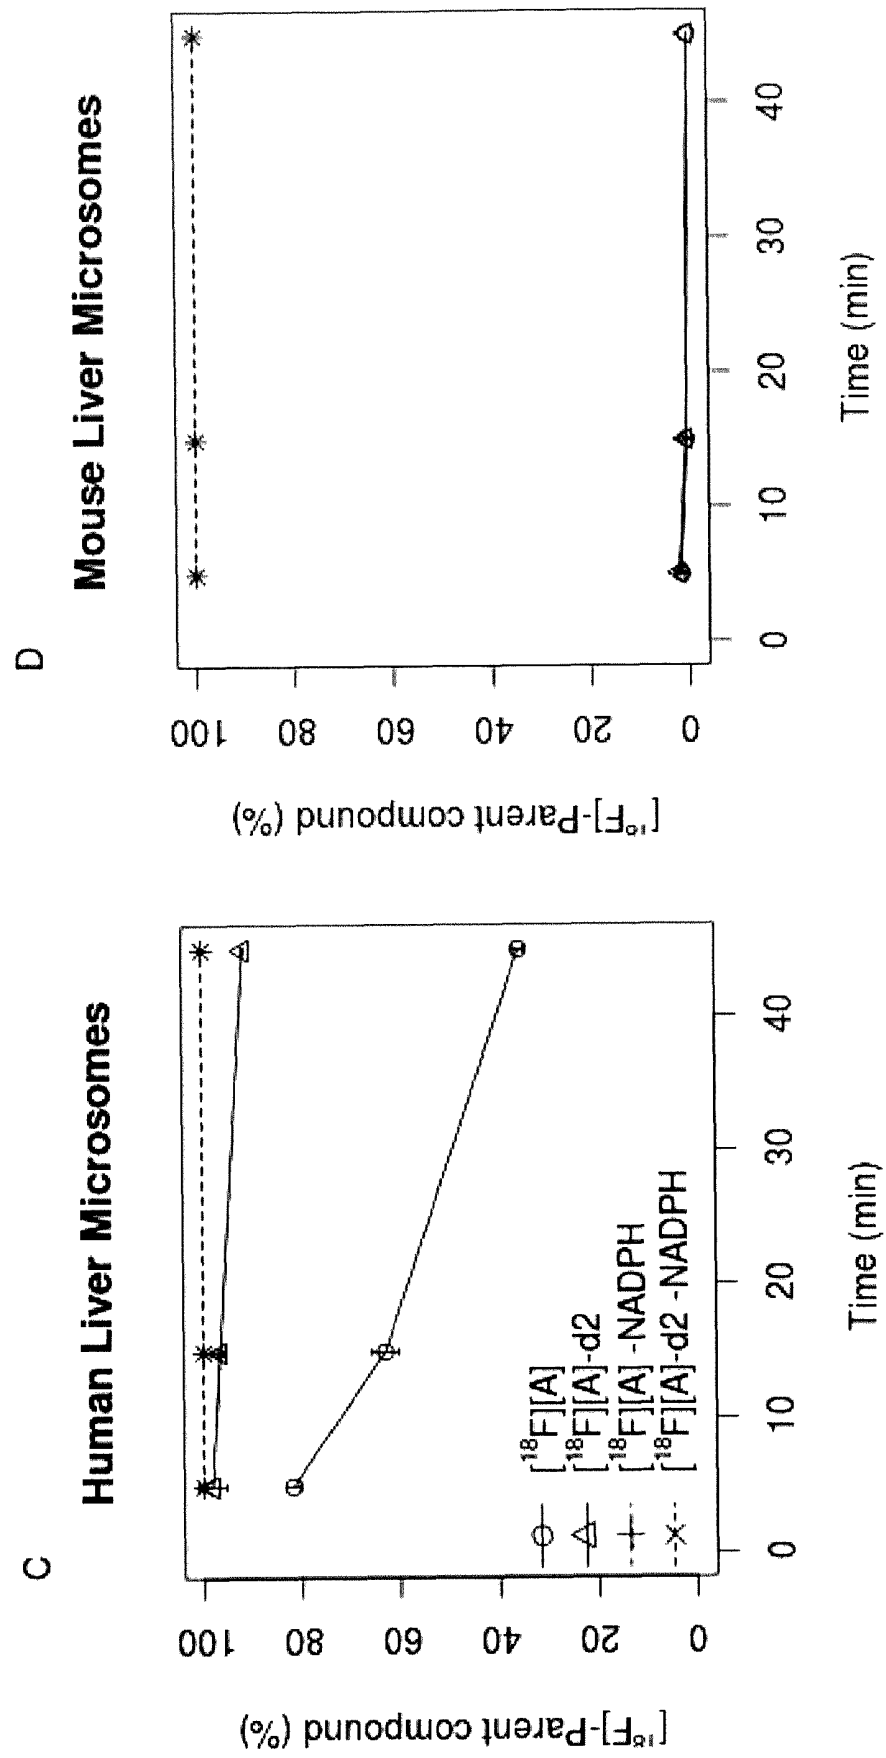 C
Human Liver Microsomes
[¹⁸F]-Parent compound (%)
100
80
60
40
20
0
[¹⁸F][A]
[¹⁸F][A]-d2
[¹⁸F][A] -NADPH
[¹⁸F][A]-d2 -NADPH
0 10 20 30 40
Time (min)
D
Mouse Liver Microsomes
[¹⁸F]-Parent compound (%)
100
80
60
40
20
0
0 10 20 30 40
Time (min)